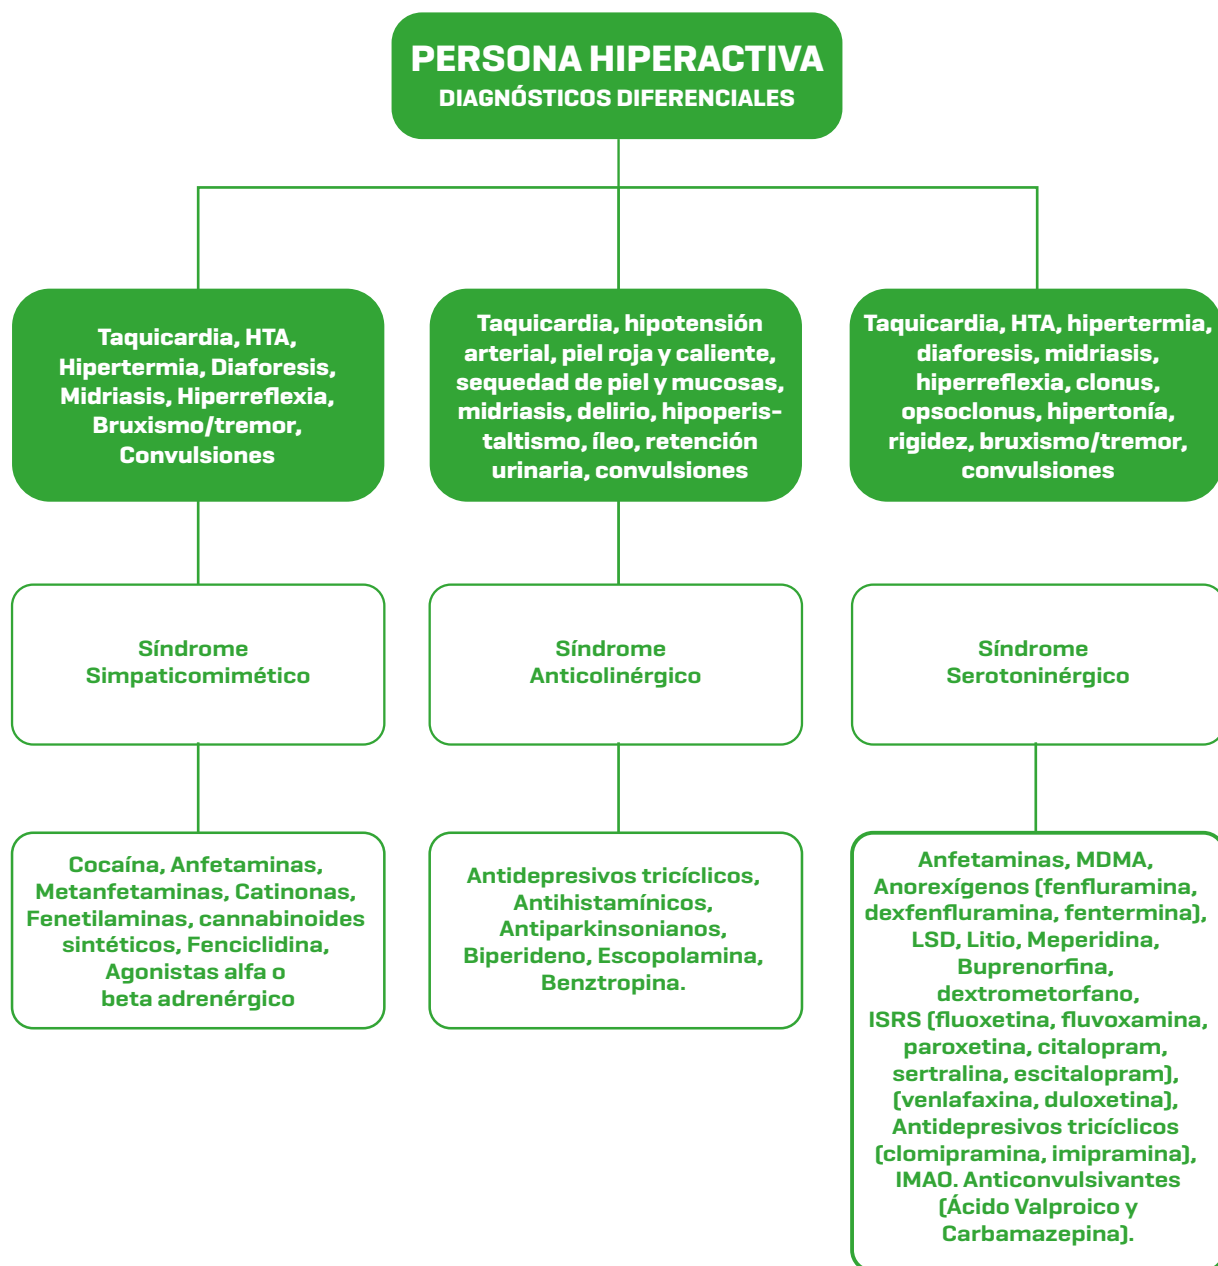 PERSONA HIPERACTIVA
DIAGNÓSTICOS DIFERENCIALES
Taquicardia, HTA,
Hipertermia, Diaforesis,
Midriasis, Hiperreflexia,
Bruxismo/tremor,
Convulsiones
Taquicardia, hipotensión
arterial, piel roja y caliente,
sequedad de piel y mucosas,
midriasis, delirio, hipoperis-
taltismo, íleo, retención
urinaria, convulsiones
Taquicardia, HTA, hipertermia,
diaforesis, midriasis,
hiperreflexia, clonus,
opsoclonus, hipertonía,
rigidez, bruxismo/tremor,
convulsiones
Síndrome
Simpaticomimético
Síndrome
Anticolinérgico
Síndrome
Serotoninérgico
Cocaína, Anfetaminas,
Metanfetaminas, Catinonas,
Fenetilaminas, cannabinoides
sintéticos, Fenciclidina,
Agonistas alfa o
beta adrenérgico
Antidepresivos tricíclicos,
Antihistamínicos,
Antiparkinsonianos,
Biperideno, Escopolamina,
Benztropina.
Anfetaminas, MDMA,
Anorexígenos (fenfluramina,
dexfenfluramina, fentermina),
LSD, Litio, Meperidina,
Buprenorfina,
dextrometorfano,
ISRS (fluoxetina, fluvoxamina,
paroxetina, citalopram,
sertralina, escitalopram),
(venlafaxina, duloxetina),
Antidepresivos tricíclicos
(clomipramina, imipramina),
IMAO. Anticonvulsivantes
(Ácido Valproico y
Carbamazepina).